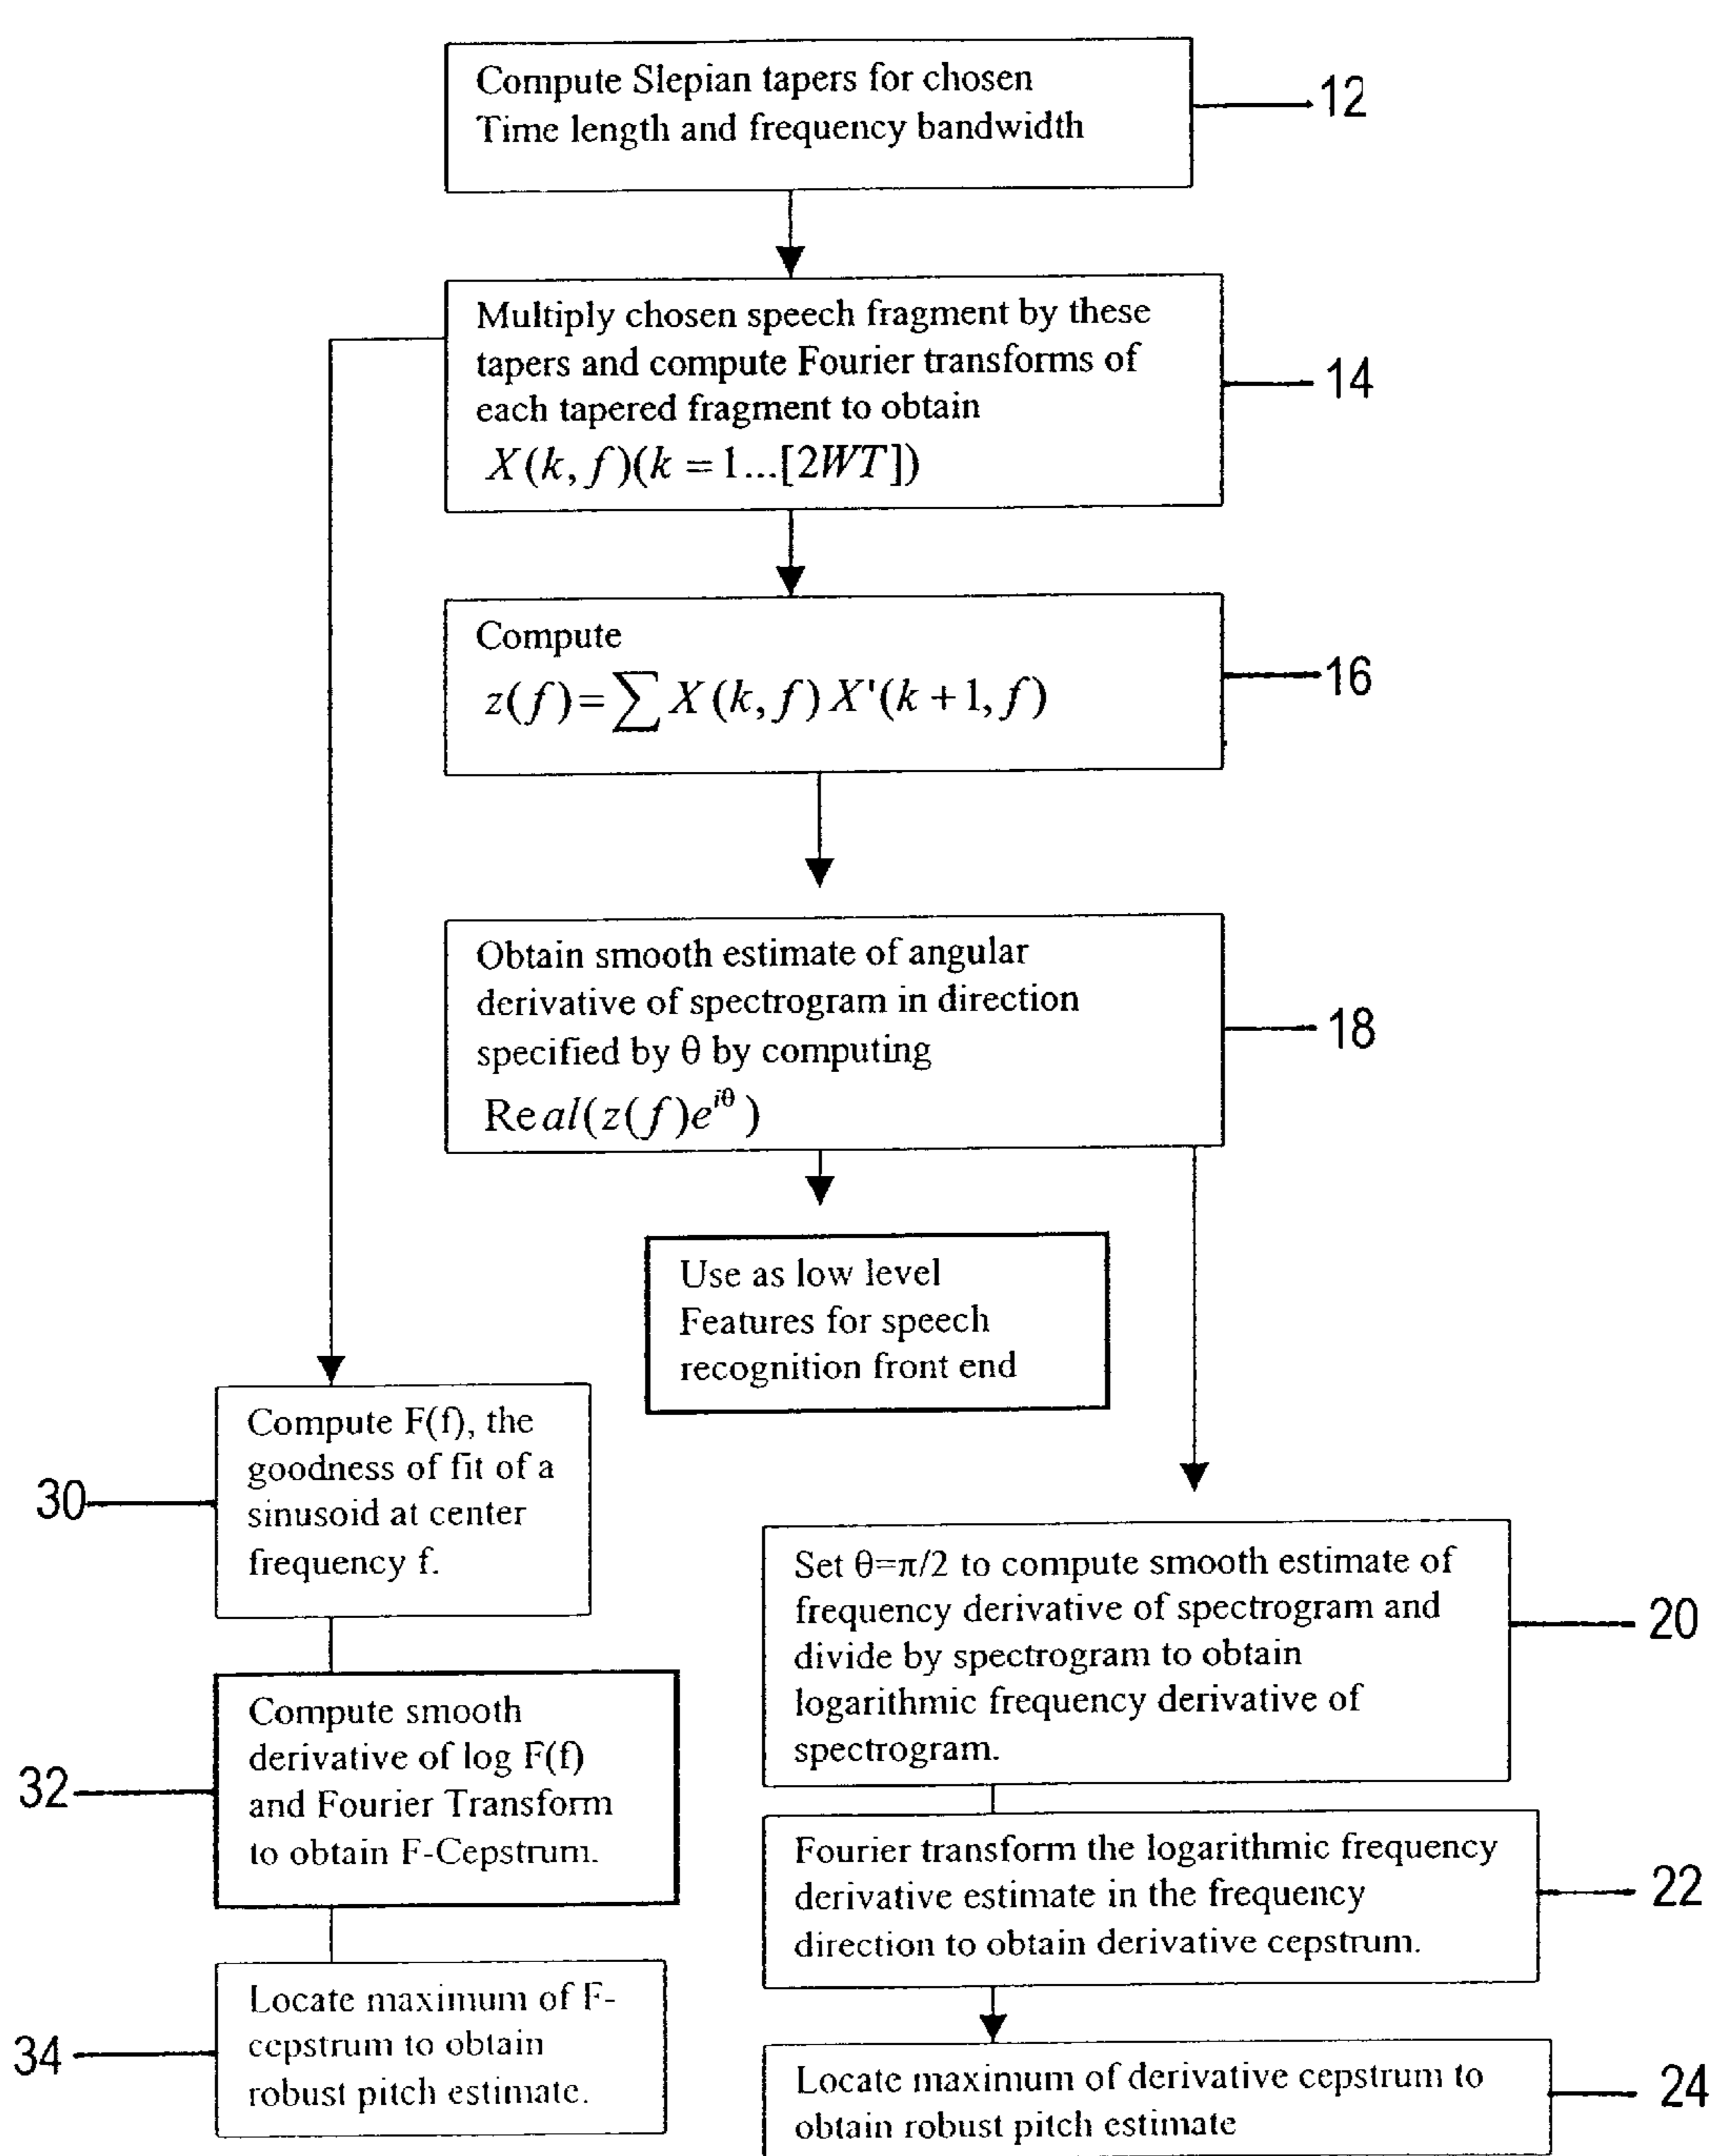 Compute Slepian tapers for chosen
Time length and frequency bandwidth
12
Multiply chosen speech fragment by these
tapers and compute Fourier transforms of
each tapered fragment to obtain
X(k,f)(k=1...[2WT])
14
Compute
z(f)=∑X(k,f)X'(k+1,f)
16
Obtain smooth estimate of angular
derivative of spectrogram in direction
specified by θ by computing
Real(z(f)e^{iθ})
18
Use as low level
Features for speech
recognition front end
Compute F(f), the
goodness of fit of a
sinusoid at center
frequency f.
30
Compute smooth
derivative of log F(f)
and Fourier Transform
to obtain F-Cepstrum.
32
Locate maximum of F-
cepstrum to obtain
robust pitch estimate.
34
Set θ=π/2 to compute smooth estimate of
frequency derivative of spectrogram and
divide by spectrogram to obtain
logarithmic frequency derivative of
spectrogram.
20
Fourier transform the logarithmic frequency
derivative estimate in the frequency
direction to obtain derivative cepstrum.
22
Locate maximum of derivative cepstrum to
obtain robust pitch estimate
24